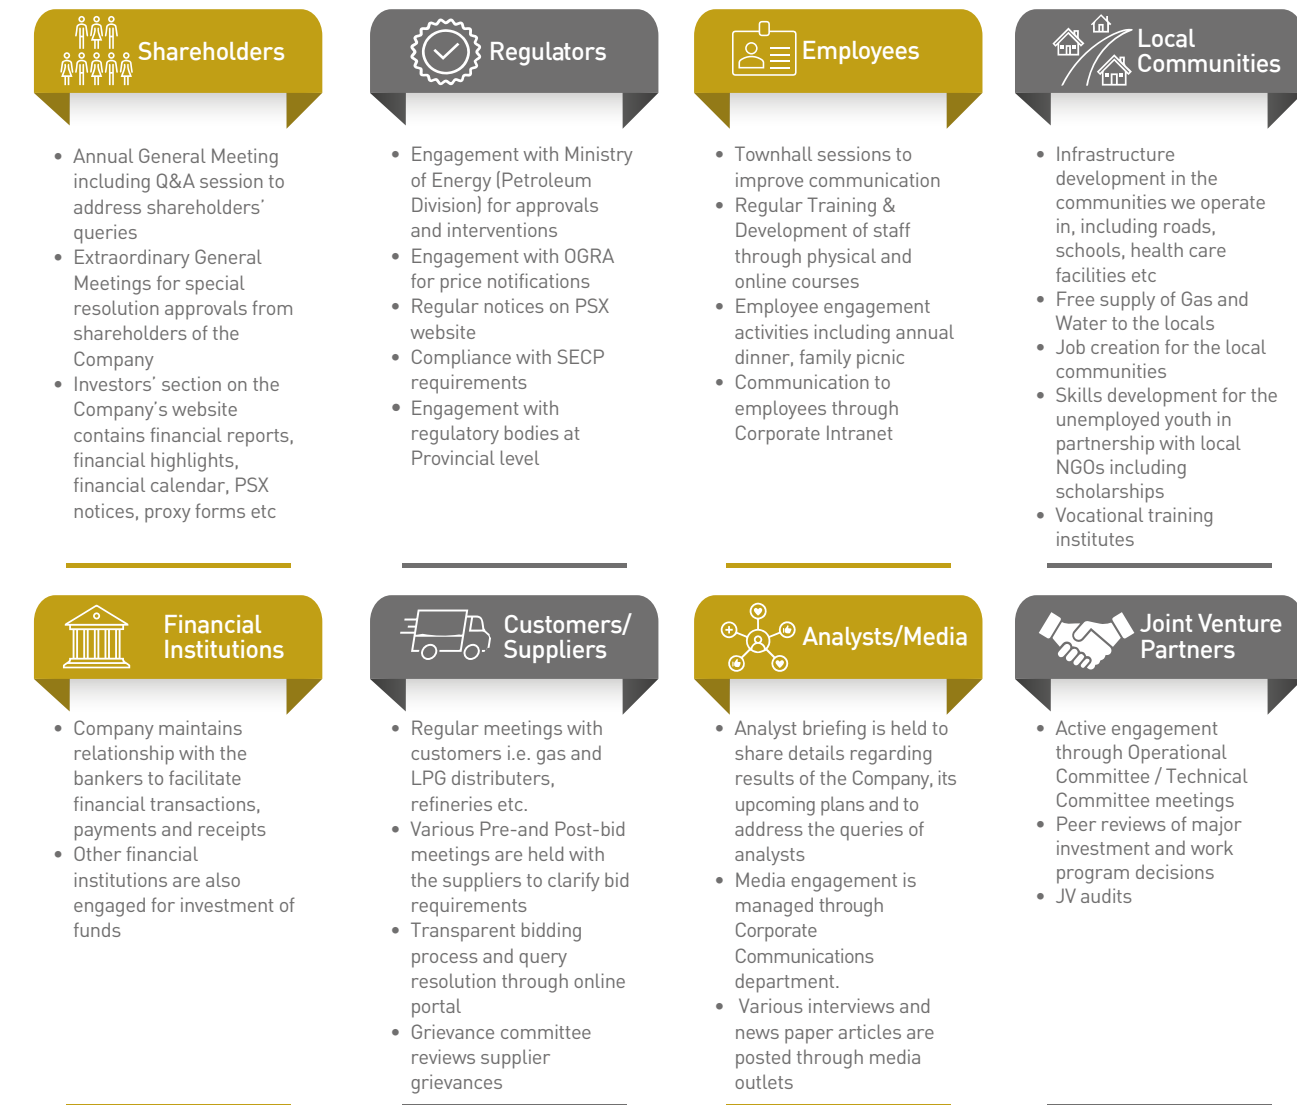 Shareholders
• Annual General Meeting
including Q&A session to
address shareholders'
queries
• Extraordinary General
Meetings for special
resolution approvals from
shareholders of the
Company
• Investors' section on the
Company's website
contains financial reports,
financial highlights,
financial calendar, PSX
notices, proxy forms etc
Regulators
• Engagement with Ministry
of Energy (Petroleum
Division) for approvals
and interventions
• Engagement with OGRA
for price notifications
• Regular notices on PSX
website
• Compliance with SECP
requirements
• Engagement with
regulatory bodies at
Provincial level
Employees
• Townhall sessions to
improve communication
• Regular Training &
Development of staff
through physical and
online courses
• Employee engagement
activities including annual
dinner, family picnic
• Communication to
employees through
Corporate Intranet
Local
Communities
• Infrastructure
development in the
communities we operate
in, including roads,
schools, health care
facilities etc
• Free supply of Gas and
Water to the locals
• Job creation for the local
communities
• Skills development for the
unemployed youth in
partnership with local
NGOs including
scholarships
• Vocational training
institutes
Financial
Institutions
• Company maintains
relationship with the
bankers to facilitate
financial transactions,
payments and receipts
• Other financial
institutions are also
engaged for investment of
funds
Customers/
Suppliers
• Regular meetings with
customers i.e. gas and
LPG distributers,
refineries etc.
• Various Pre-and Post-bid
meetings are held with
the suppliers to clarify bid
requirements
• Transparent bidding
process and query
resolution through online
portal
• Grievance committee
reviews supplier
grievances
Analysts/Media
• Analyst briefing is held to
share details regarding
results of the Company, its
upcoming plans and to
address the queries of
analysts
• Media engagement is
managed through
Corporate
Communications
department.
• Various interviews and
news paper articles are
posted through media
outlets
Joint Venture
Partners
• Active engagement
through Operational
Committee / Technical
Committee meetings
• Peer reviews of major
investment and work
program decisions
• JV audits